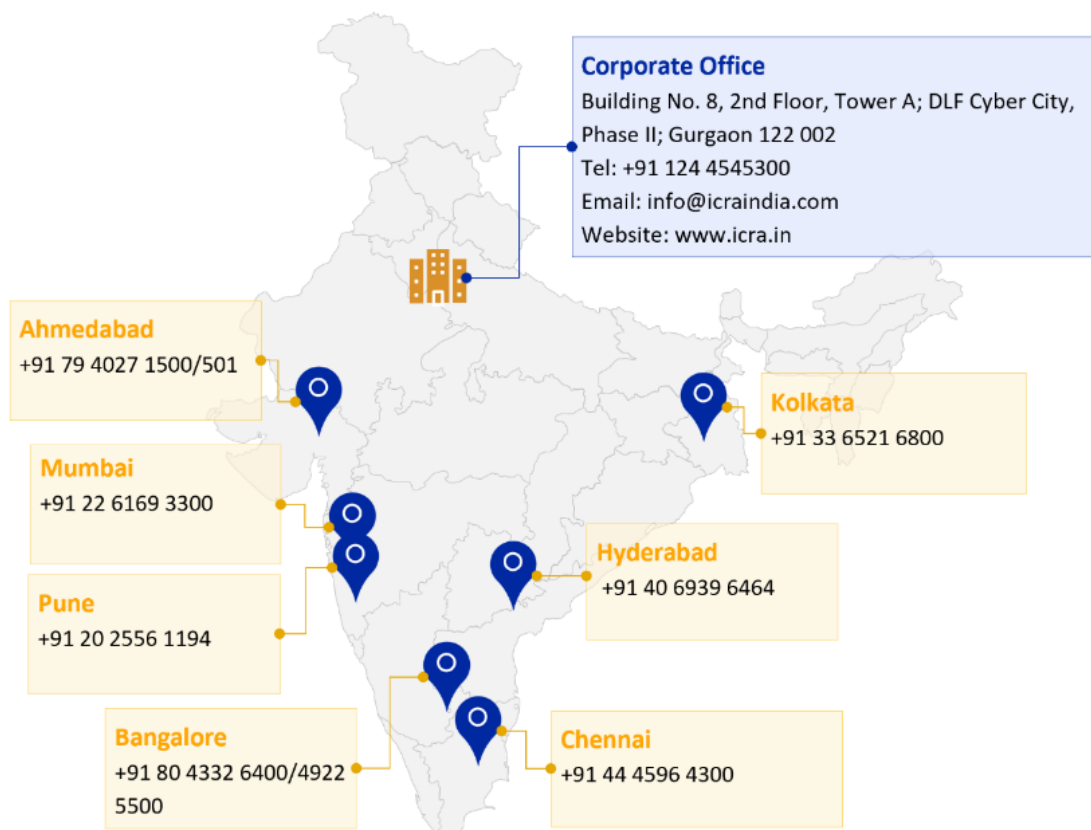 Corporate Office
Building No. 8, 2nd Floor, Tower A; DLF Cyber City,
Phase II; Gurgaon 122 002
Tel: +91 124 4545300
Email: info@icraindia.com
Website: www.icra.in
Ahmedabad
+91 79 4027 1500/501
Kolkata
+91 33 6521 6800
Mumbai
+91 22 6169 3300
Hyderabad
+91 40 6939 6464
Pune
+91 20 2556 1194
Bangalore
+91 80 4332 6400/4922
5500
Chennai
+91 44 4596 4300